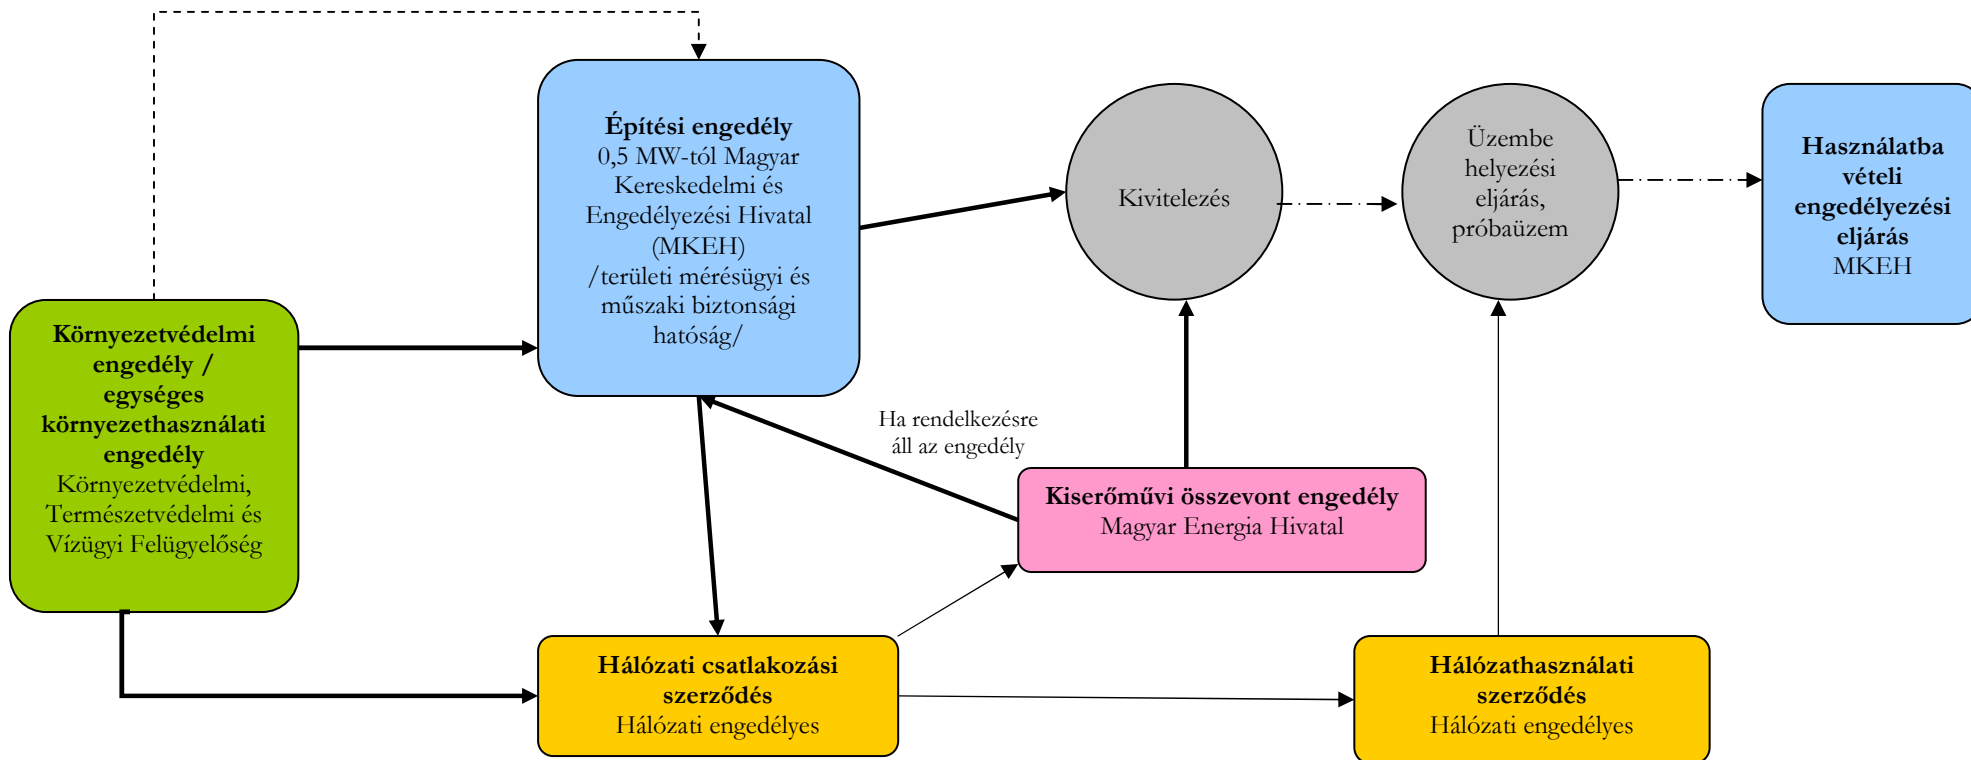 Építési engedély
0,5 MW-tól Magyar
Kereskedelmi és
Engedélyezési Hivatal
(MKEH)
/területi mérésügyi és
műszaki biztonsági
hatóság/
Kivitelezés
Üzembe
helyezési
eljárás,
próbaüzem
Használatba
vételi
engedélyezési
eljárás
MKEH
Környezetvédelmi
engedély /
egységes
környezethasználati
engedély
Környezetvédelmi,
Természetvédelmi és
Vízügyi Felügyelőség
Ha rendelkezésre
áll az engedély
Kiserőművi összevont engedély
Magyar Energia Hivatal
Hálózati csatlakozási
szerződés
Hálózati engedélyes
Hálózathasználati
szerződés
Hálózati engedélyes